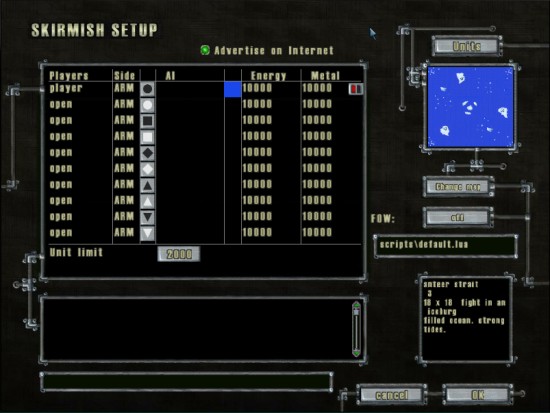 SKIRMISH SETUP
Advertise on Internet
Units
Players Side AI Energy Metal
player ARM 10000 10000
open ARM 10000 10000
open ARM 10000 10000
open ARM 10000 10000
open ARM 10000 10000
open ARM 10000 10000
open ARM 10000 10000
open ARM 10000 10000
open ARM 10000 10000
open ARM 10000 10000
Unit limit 2000
Change map
FOW: off
scripts\default.lua
strait
3
fight in an
iceburg
filled ocean. strong
tides.
cancel OK